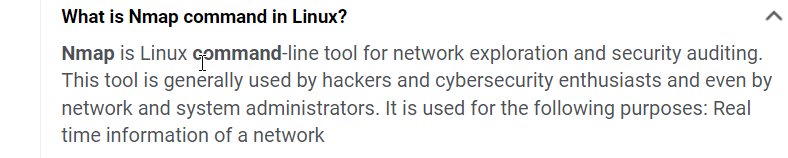 What is Nmap command in Linux?
Nmap is Linux command-line tool for network exploration and security auditing.
This tool is generally used by hackers and cybersecurity enthusiasts and even by
network and system administrators. It is used for the following purposes: Real
time information of a network